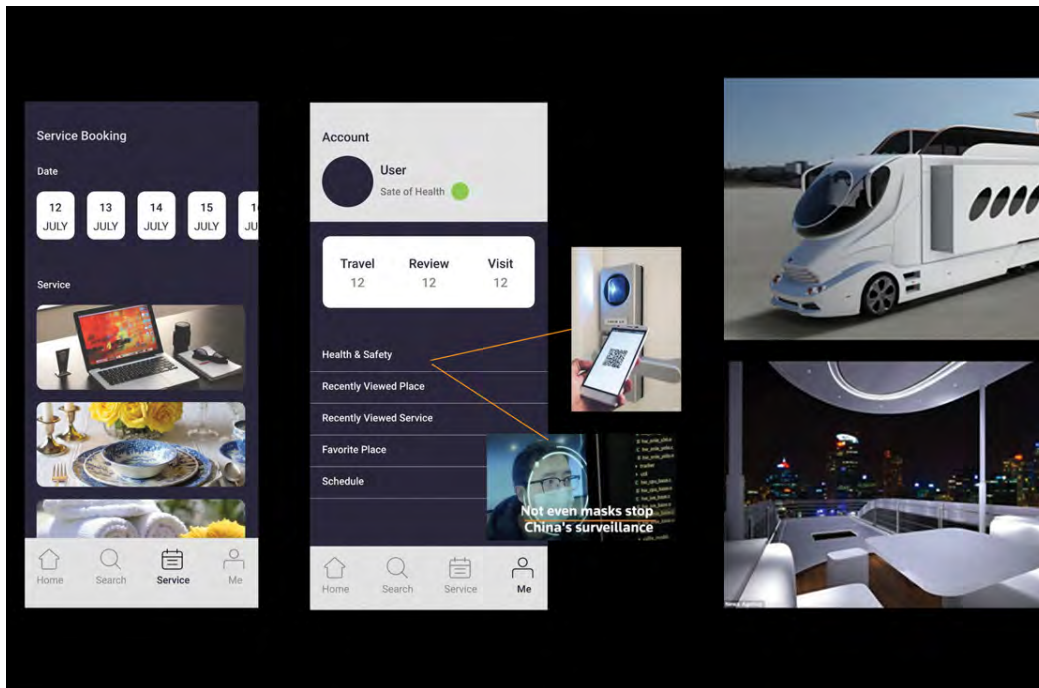 Service Booking
Date
12
JULY
13
JULY
14
JULY
15
JULY
JU
Service
Home
Search
Service
Me
Account
User
Sate of Health
Travel
12
Review
12
Visit
12
Health & Safety
Recently Viewed Place
Recently Viewed Service
Favorite Place
Schedule
Home
Search
Service
Me
Not even masks stop
China's surveillance